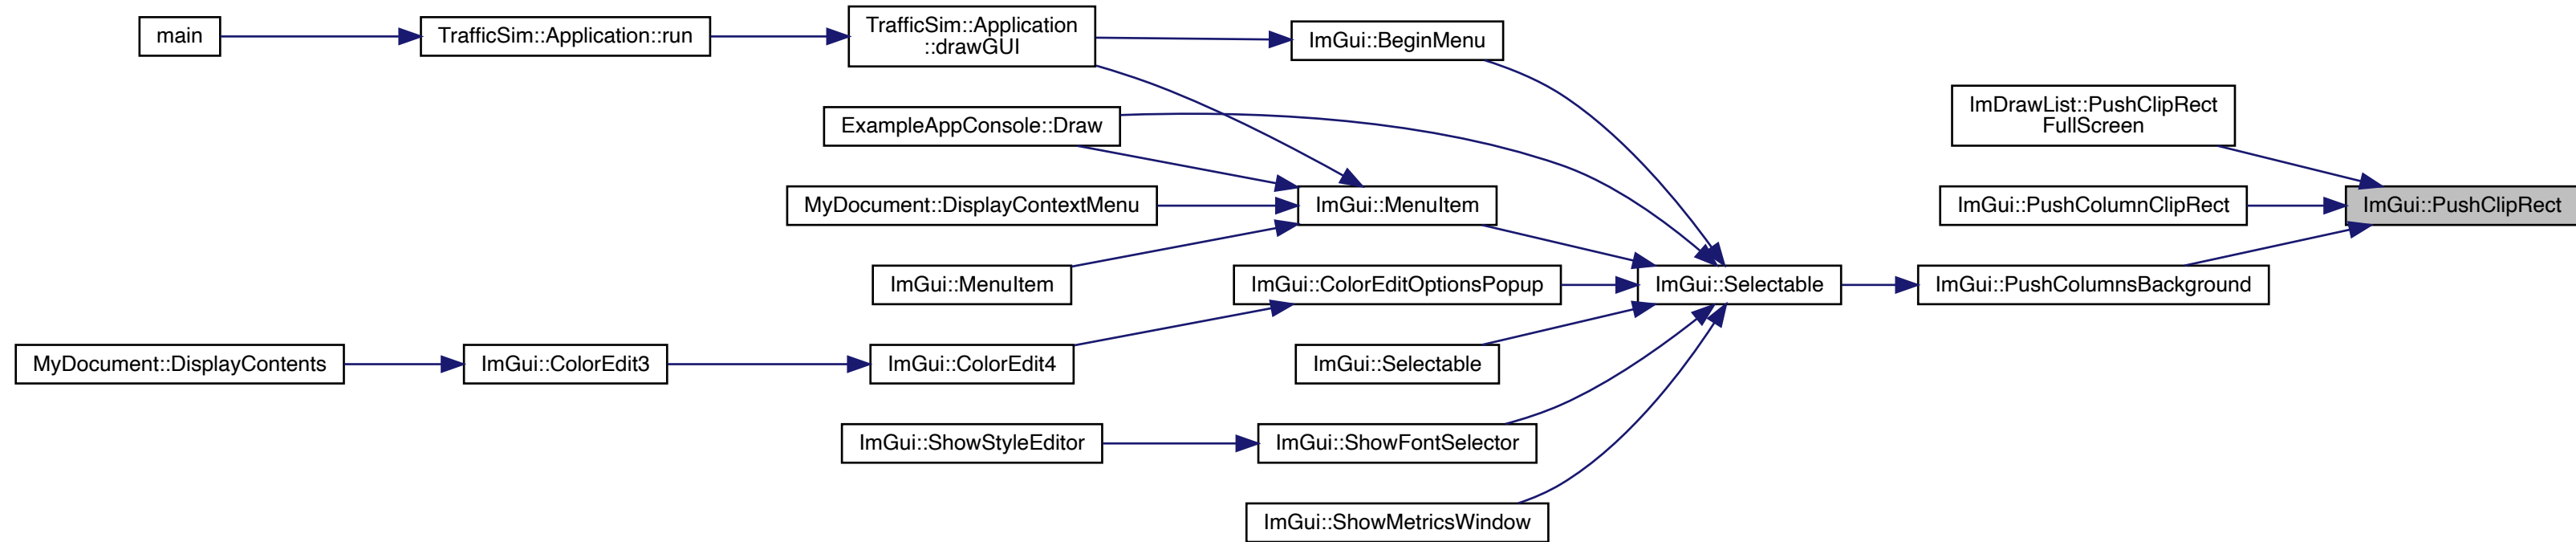 main
TrafficSim::Application::run
TrafficSim::Application
::drawGUI
ImGui::BeginMenu
ExampleAppConsole::Draw
ImDrawList::PushClipRect
FullScreen
MyDocument::DisplayContextMenu
ImGui::MenuItem
ImGui::PushColumnClipRect
ImGui::PushClipRect
ImGui::MenuItem
ImGui::ColorEditOptionsPopup
ImGui::Selectable
ImGui::PushColumnsBackground
MyDocument::DisplayContents
ImGui::ColorEdit3
ImGui::ColorEdit4
ImGui::Selectable
ImGui::ShowStyleEditor
ImGui::ShowFontSelector
ImGui::ShowMetricsWindow